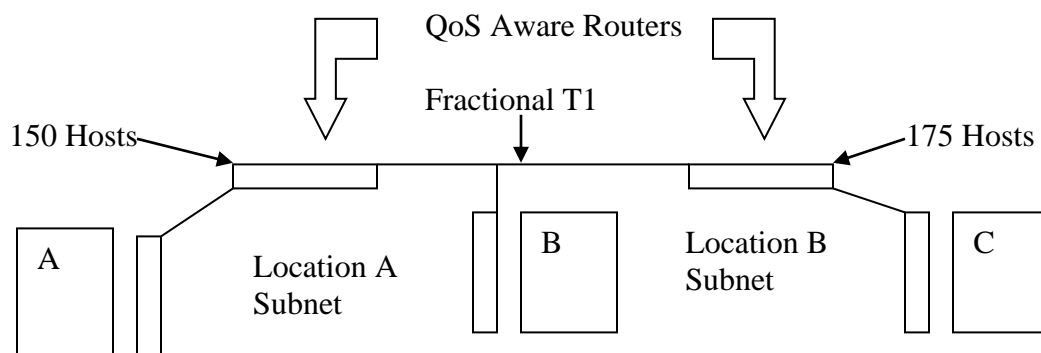 QoS Aware Routers
Fractional T1
150 Hosts
175 Hosts
A
Location A
Subnet
B
Location B
Subnet
C